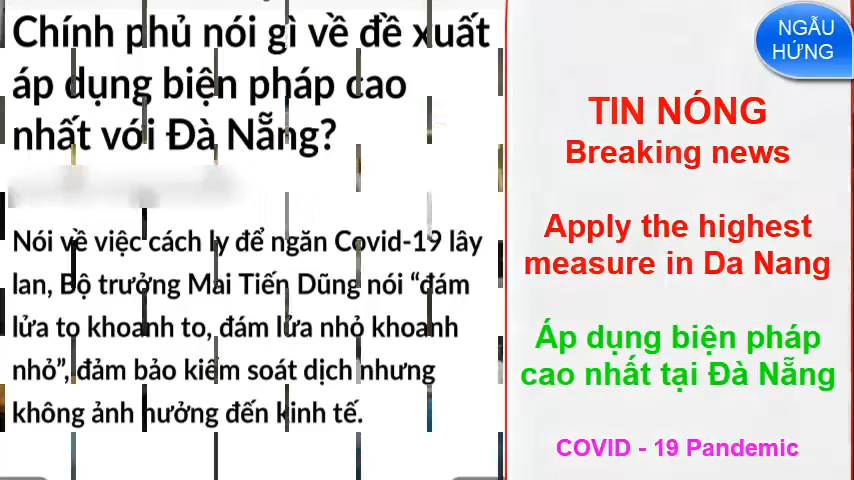 Chính phủ nói gì về đề xuất
áp dụng biện pháp cao
nhất với Đà Nẵng?
Nói về việc cách ly để ngăn Covid-19 lây
lan, Bộ trưởng Mai Tiến Dũng nói “đám
lửa to khoanh to, đám lửa nhỏ khoanh
nhỏ”, đảm bảo kiểm soát dịch nhưng
không ảnh hưởng đến kinh tế.
NGẪU
HỨNG
TIN NÓNG
Breaking news
Apply the highest
measure in Da Nang
Áp dụng biện pháp
cao nhất tại Đà Nẵng
COVID - 19 Pandemic